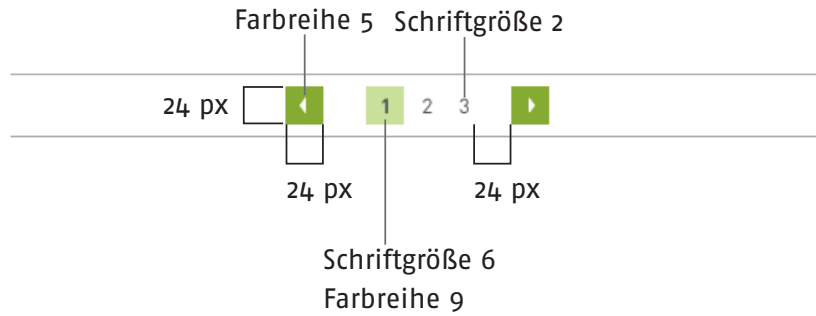 Farbreihe 5 Schriftgröße 2
24 px 1 2 3
24 px 24 px
Schriftgröße 6
Farbreihe 9